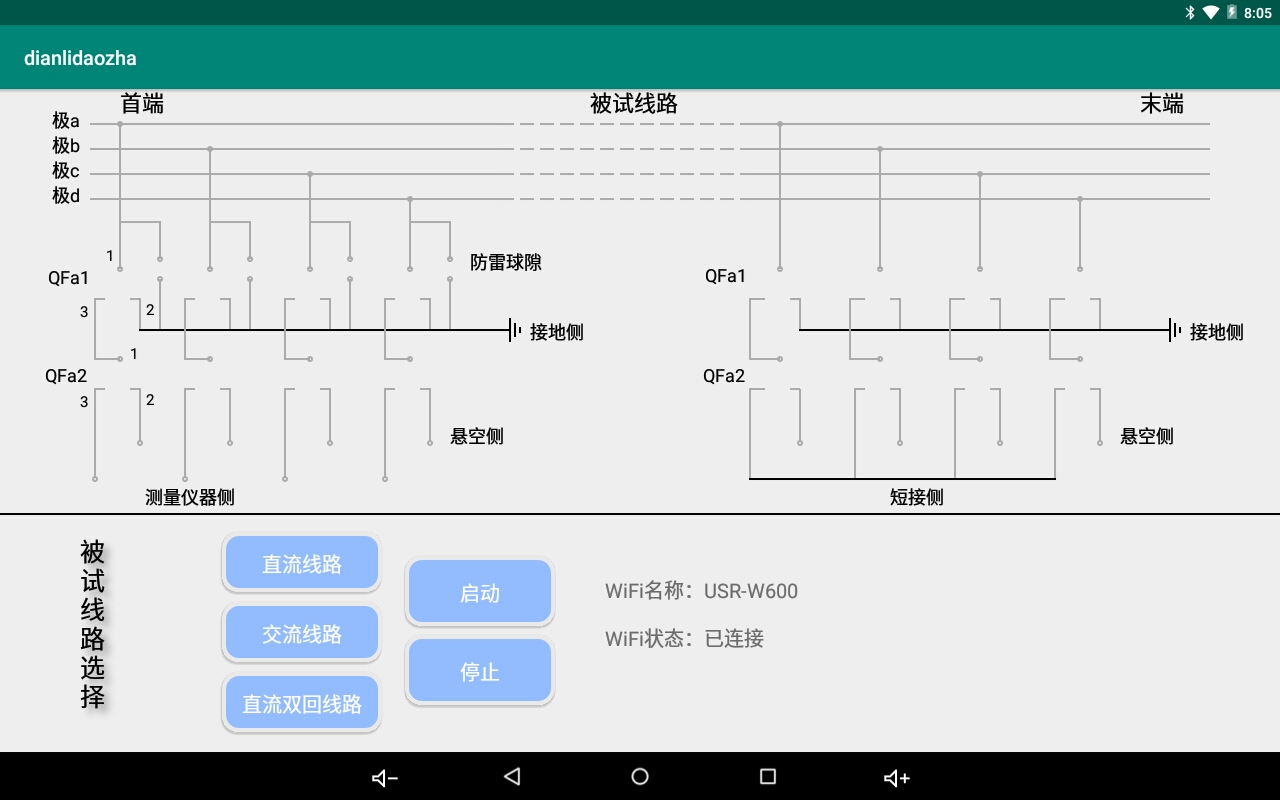 8:05
dianlidaozha
首端 被试线路 末端
极a
极b
极c
极d
1
防雷球隙
QFa1 QFa1
3 2
接地侧 接地侧
1
QFa2 QFa2
3 2
悬空侧 悬空侧
测量仪器侧 短接侧
被试线路选择
直流线路
交流线路
直流双回线路
启动
停止
WiFi名称：USR-W600
WiFi状态：已连接